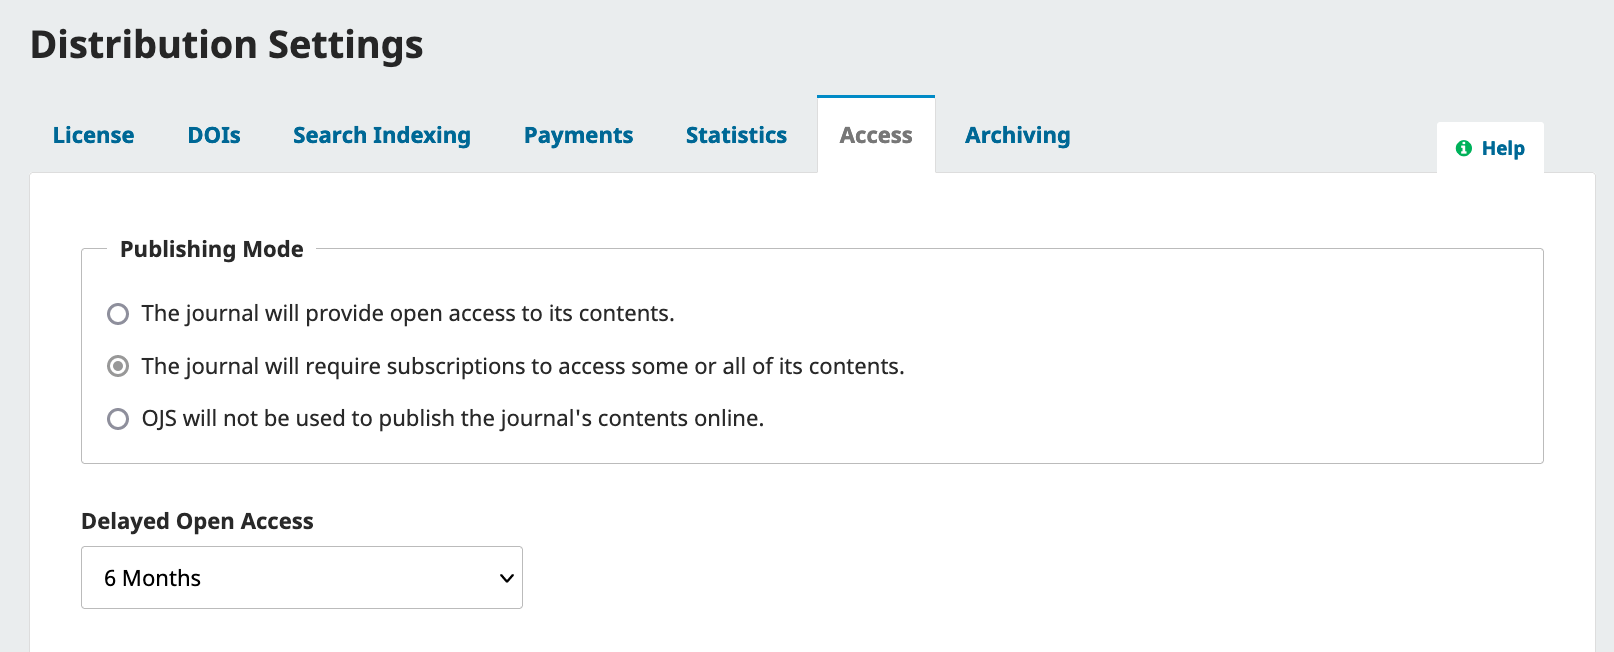 Distribution Settings
License DOIs Search Indexing Payments Statistics Access Archiving
Help
Publishing Mode
The journal will provide open access to its contents.
The journal will require subscriptions to access some or all of its contents.
OJS will not be used to publish the journal's contents online.
Delayed Open Access
6 Months